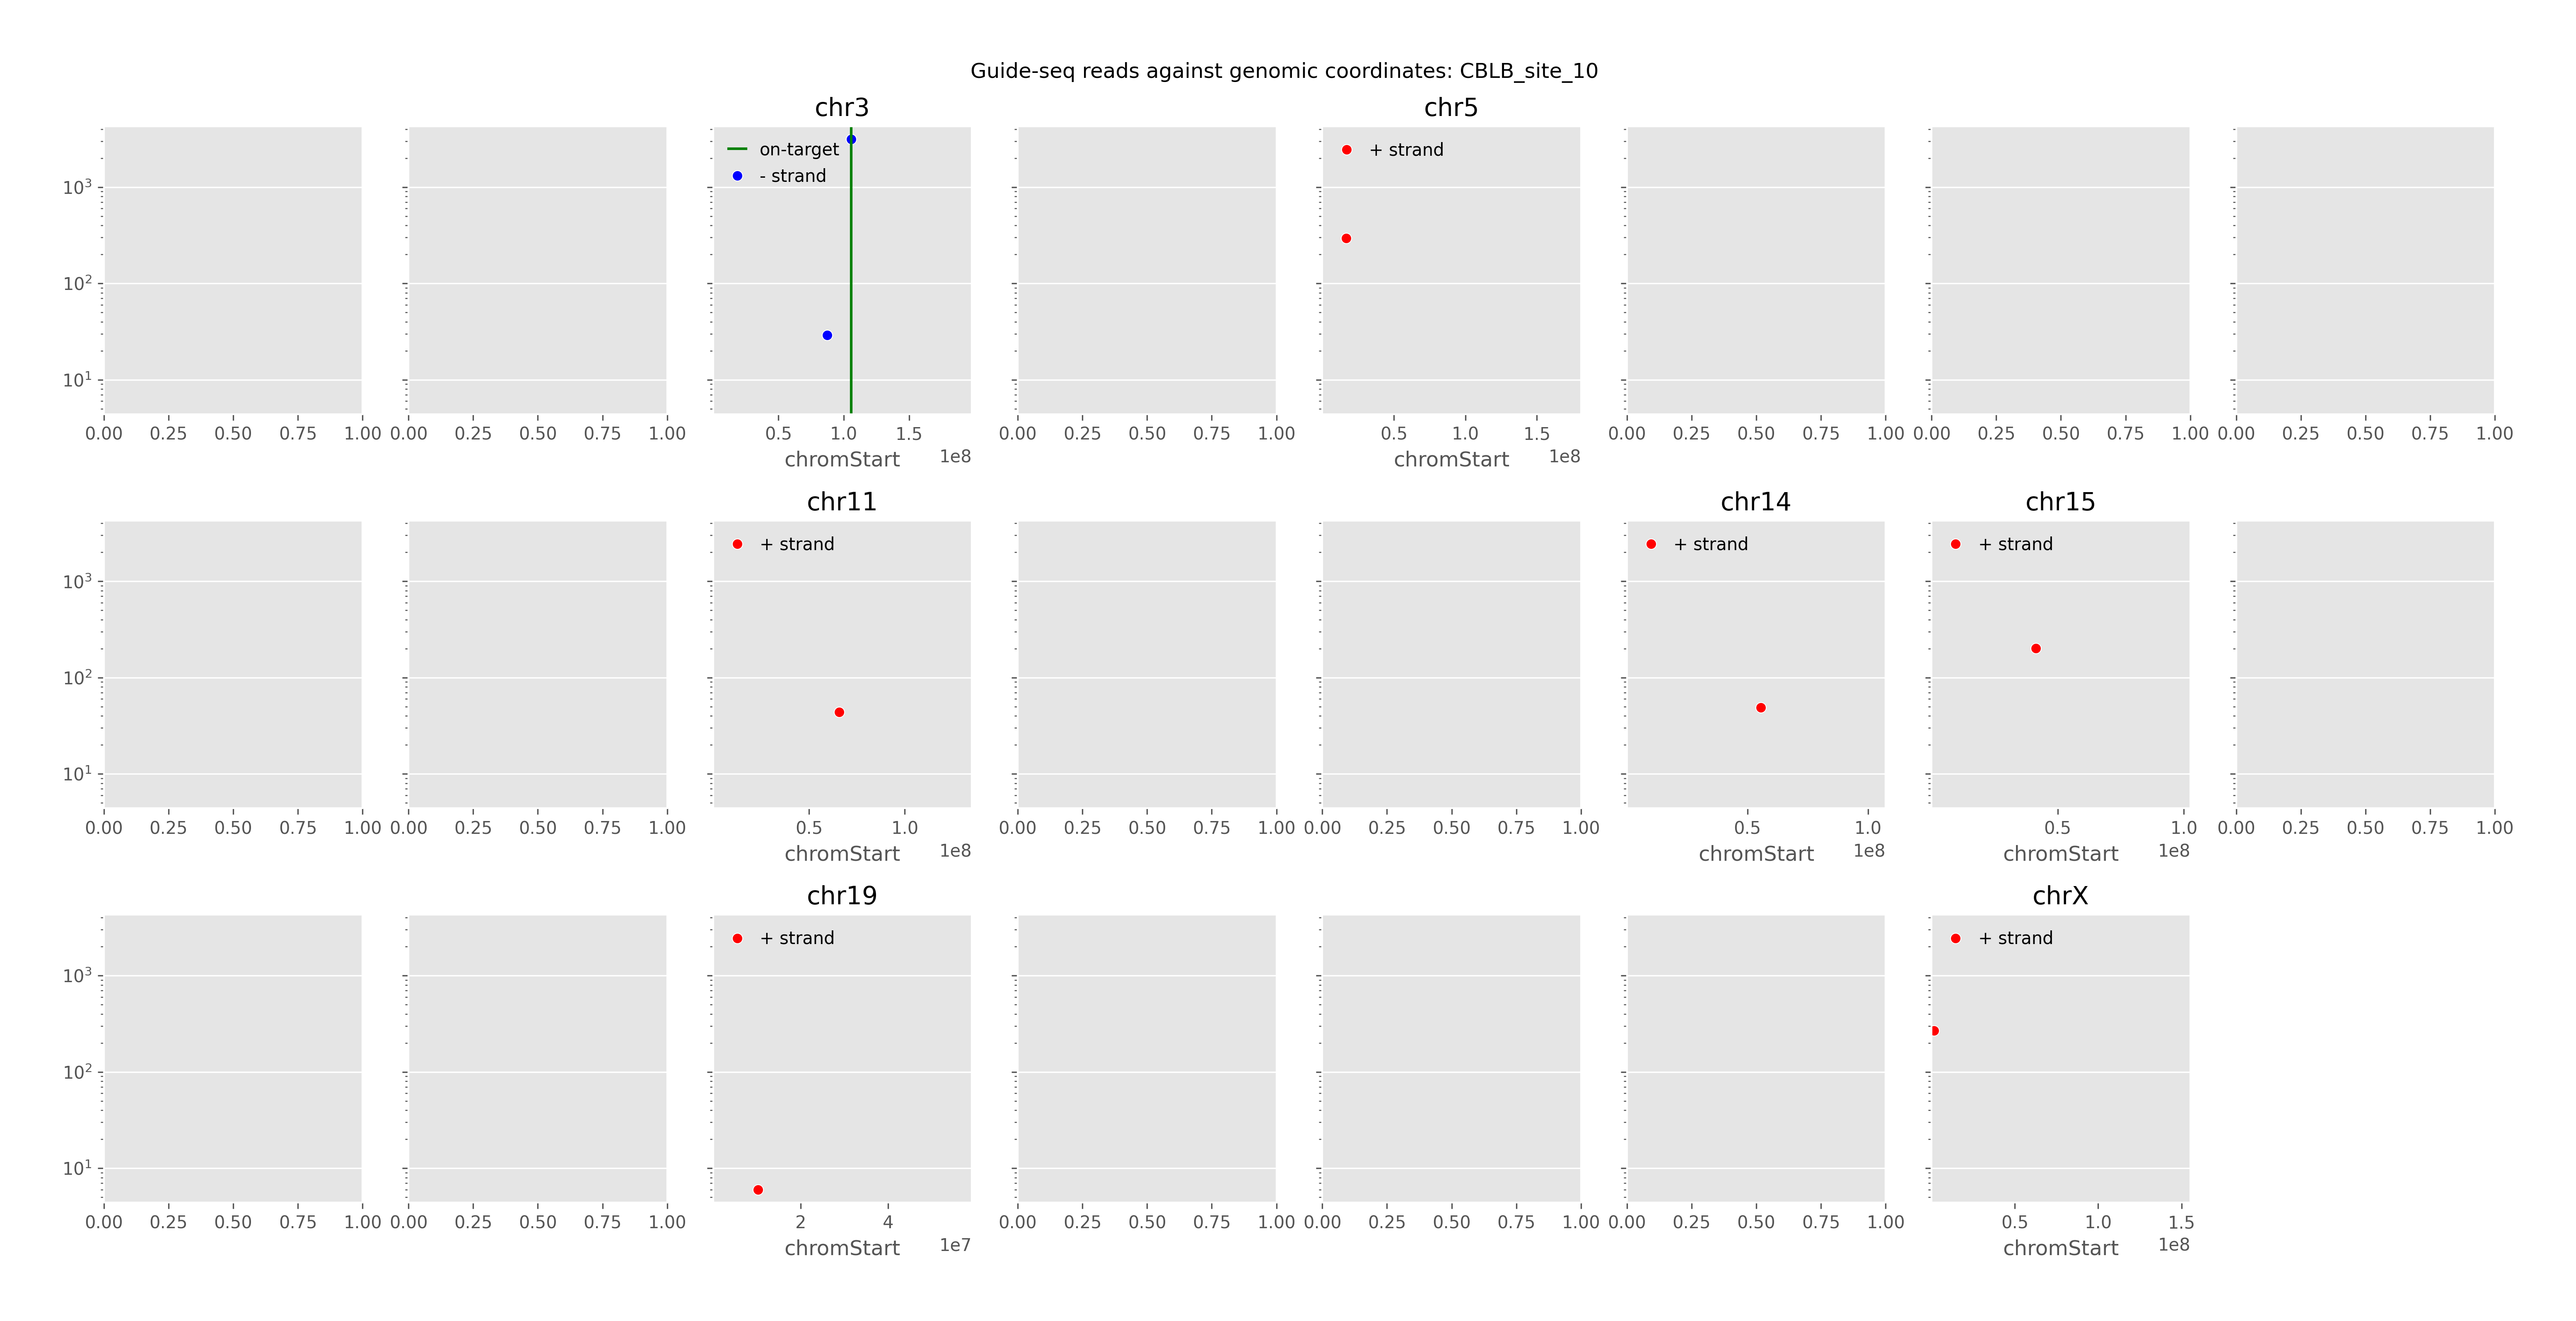 Guide-seq reads against genomic coordinates: CBLB_site_10
chr3 chr5
on-target
- strand
+ strand
10³
10²
10¹
0.00 0.25 0.50 0.75 1.00 0.00 0.25 0.50 0.75 1.00 0.5 1.0 1.5 0.00 0.25 0.50 0.75 1.00 0.5 1.0 1.5 0.00 0.25 0.50 0.75 1.00 0.00 0.25 0.50 0.75 1.00 0.00 0.25 0.50 0.75 1.00
chromStart 1e8 chromStart 1e8
chr11 chr14 chr15
+ strand + strand + strand
10³
10²
10¹
0.00 0.25 0.50 0.75 1.00 0.00 0.25 0.50 0.75 1.00 0.5 1.0 0.00 0.25 0.50 0.75 1.00 0.00 0.25 0.50 0.75 1.00 0.5 1.0 0.5 1.0 0.00 0.25 0.50 0.75 1.00
chromStart 1e8 chromStart 1e8 chromStart 1e8
chr19 chrX
+ strand + strand
10³
10²
10¹
0.00 0.25 0.50 0.75 1.00 0.00 0.25 0.50 0.75 1.00 2 4 0.00 0.25 0.50 0.75 1.00 0.00 0.25 0.50 0.75 1.00 0.00 0.25 0.50 0.75 1.00 0.5 1.0 1.5
chromStart 1e7 chromStart 1e8